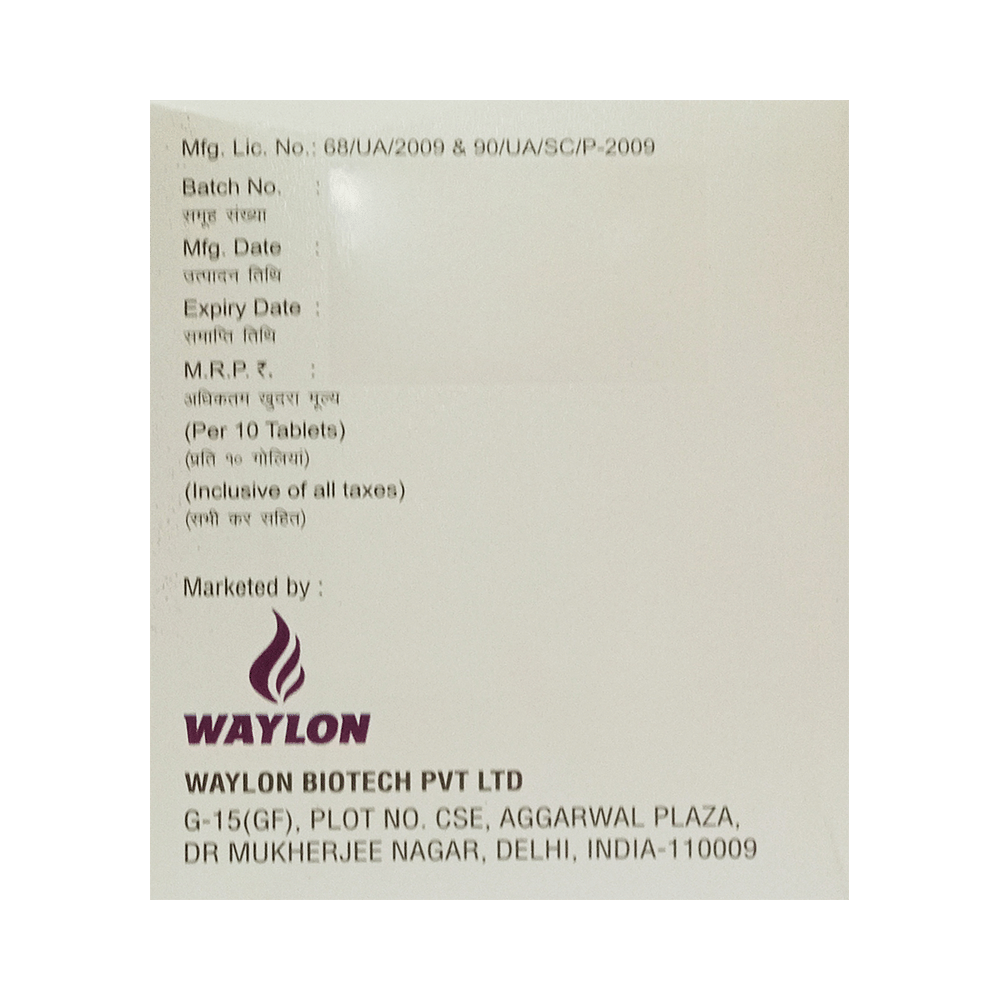 Mfg. Lic. No.: 68/UA/2009 & 90/UA/SC/P-2009
Batch No. :
समूह संख्या
Mfg. Date :
उत्पादन तिथि
Expiry Date :
समाप्ति तिथि
M.R.P. ₹. :
अधिकतम खुदरा मूल्य
(Per 10 Tablets)
(प्रति १० गोलियां)
(Inclusive of all taxes)
(सभी कर सहित)
Marketed by :
WAYLON
WAYLON BIOTECH PVT LTD
G-15(GF), PLOT NO. CSE, AGGARWAL PLAZA,
DR MUKHERJEE NAGAR, DELHI, INDIA-110009